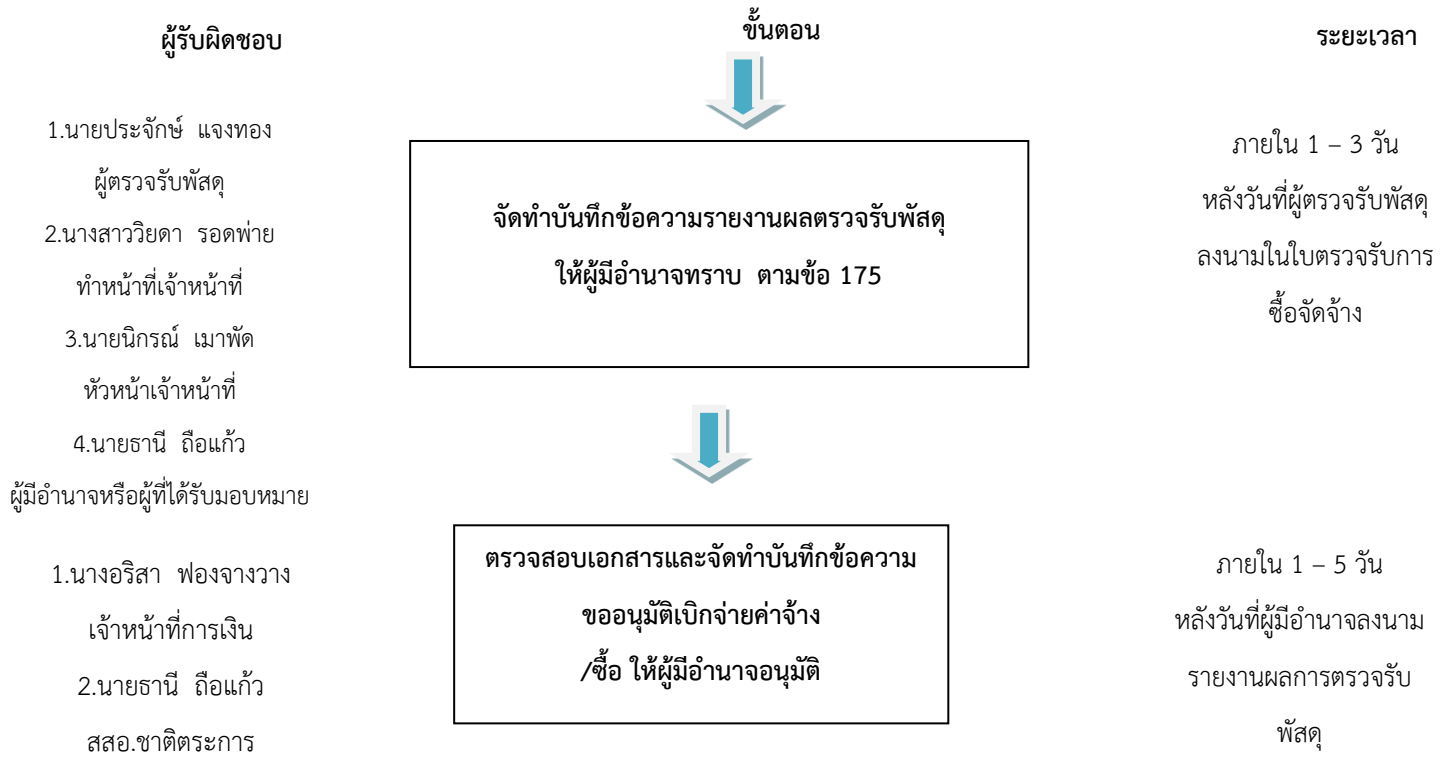 ผู้รับผิดชอบ
ขั้นตอน
ระยะเวลา
1.นายประจักษ์ แจงทอง
ผู้ตรวจรับพัสดุ
2.นางสาววิยดา รอดพ่าย
ทำหน้าที่เจ้าหน้าที่
3.นายนิกรณ์ เมาพัด
หัวหน้าเจ้าหน้าที่
4.นายธานี ถือแก้ว
ผู้มีอำนาจหรือผู้ที่ได้รับมอบหมาย
จัดทำบันทึกข้อความรายงานผลตรวจรับพัสดุ
ให้ผู้มีอำนาจทราบ ตามข้อ 175
ภายใน 1 – 3 วัน
หลังวันที่ผู้ตรวจรับพัสดุ
ลงนามในใบตรวจรับการ
ซื้อจัดจ้าง
1.นางอริสา ฟองจางวาง
เจ้าหน้าที่การเงิน
2.นายธานี ถือแก้ว
สสอ.ชาติตระการ
ตรวจสอบเอกสารและจัดทำบันทึกข้อความ
ขออนุมัติเบิกจ่ายค่าจ้าง
/ซื้อ ให้ผู้มีอำนาจอนุมัติ
ภายใน 1 – 5 วัน
หลังวันที่ผู้มีอำนาจลงนาม
รายงานผลการตรวจรับ
พัสดุ